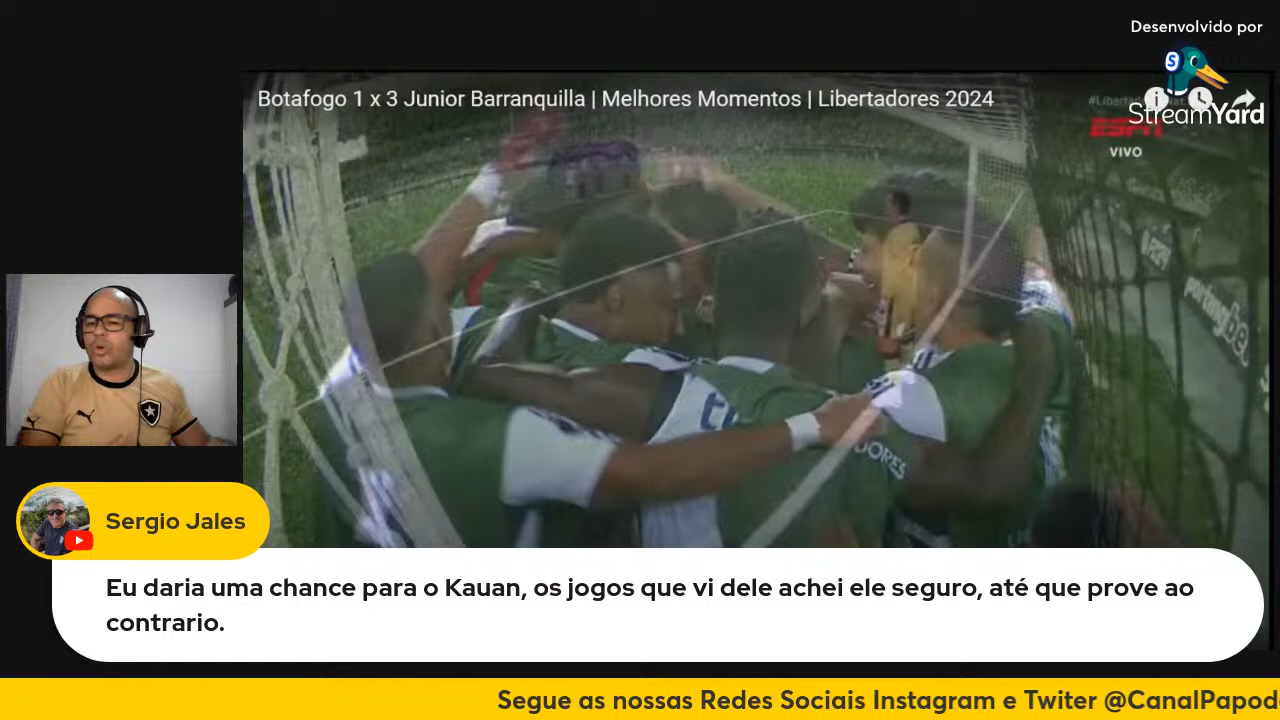 Desenvolvido por
StreamYard
Botafogo 1 x 3 Junior Barranquilla | Melhores Momentos | Libertadores 2024
ESPN
VIVO
Sergio Jales
Eu daria uma chance para o Kauan, os jogos que vi dele achei ele seguro, até que prove ao
contrario.
Segue as nossas Redes Sociais Instagram e Twiter @CanalPapod